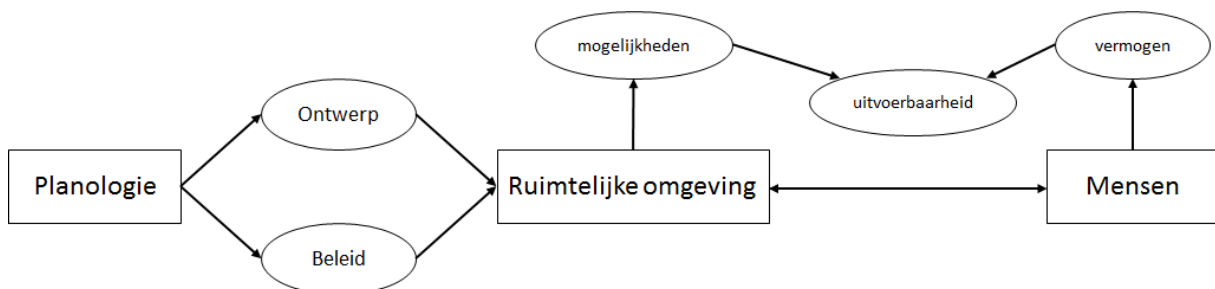 mogelijkheden
vermogen
uitvoerbaarheid
Ontwerp
Planologie
Ruimtelijke omgeving
Mensen
Beleid